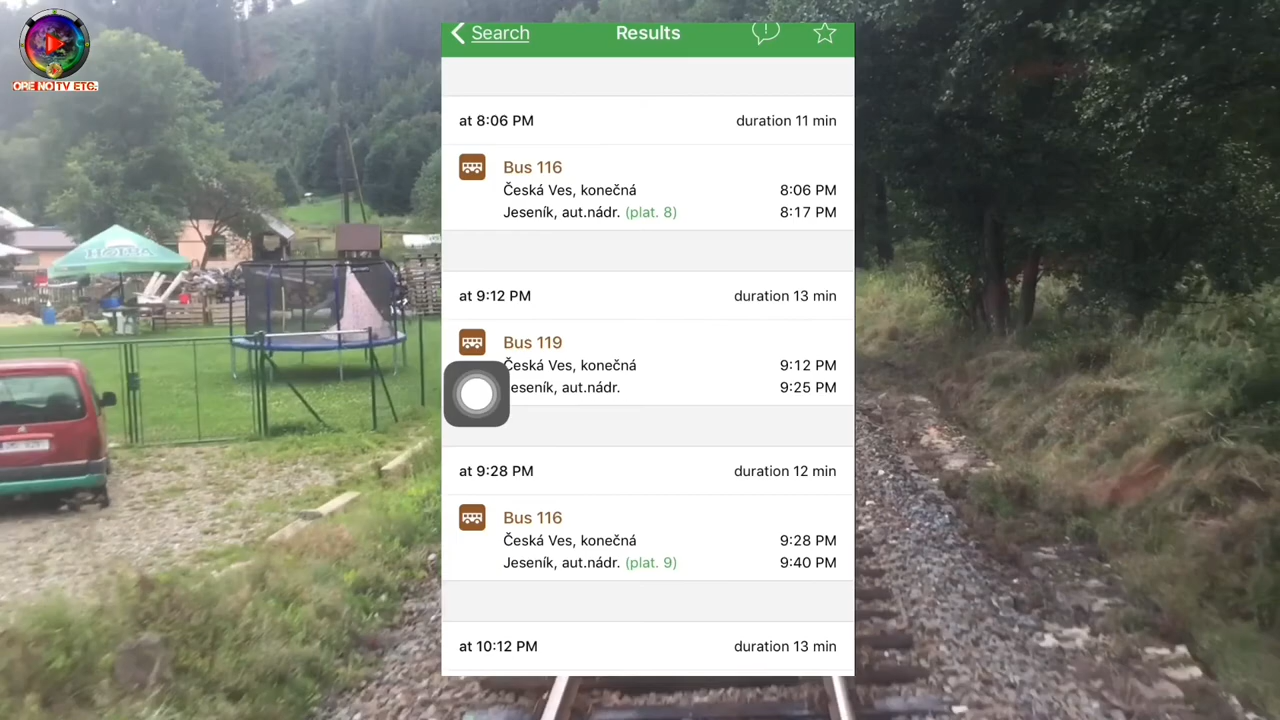 OPE NO TV ETC.
Search
Results
at 8:06 PM
duration 11 min
Bus 116
Česká Ves, konečná
8:06 PM
Jeseník, aut.nádr. (plat. 8)
8:17 PM
at 9:12 PM
duration 13 min
Bus 119
Česká Ves, konečná
9:12 PM
Jeseník, aut.nádr.
9:25 PM
at 9:28 PM
duration 12 min
Bus 116
Česká Ves, konečná
9:28 PM
Jeseník, aut.nádr. (plat. 9)
9:40 PM
at 10:12 PM
duration 13 min
HOLBA